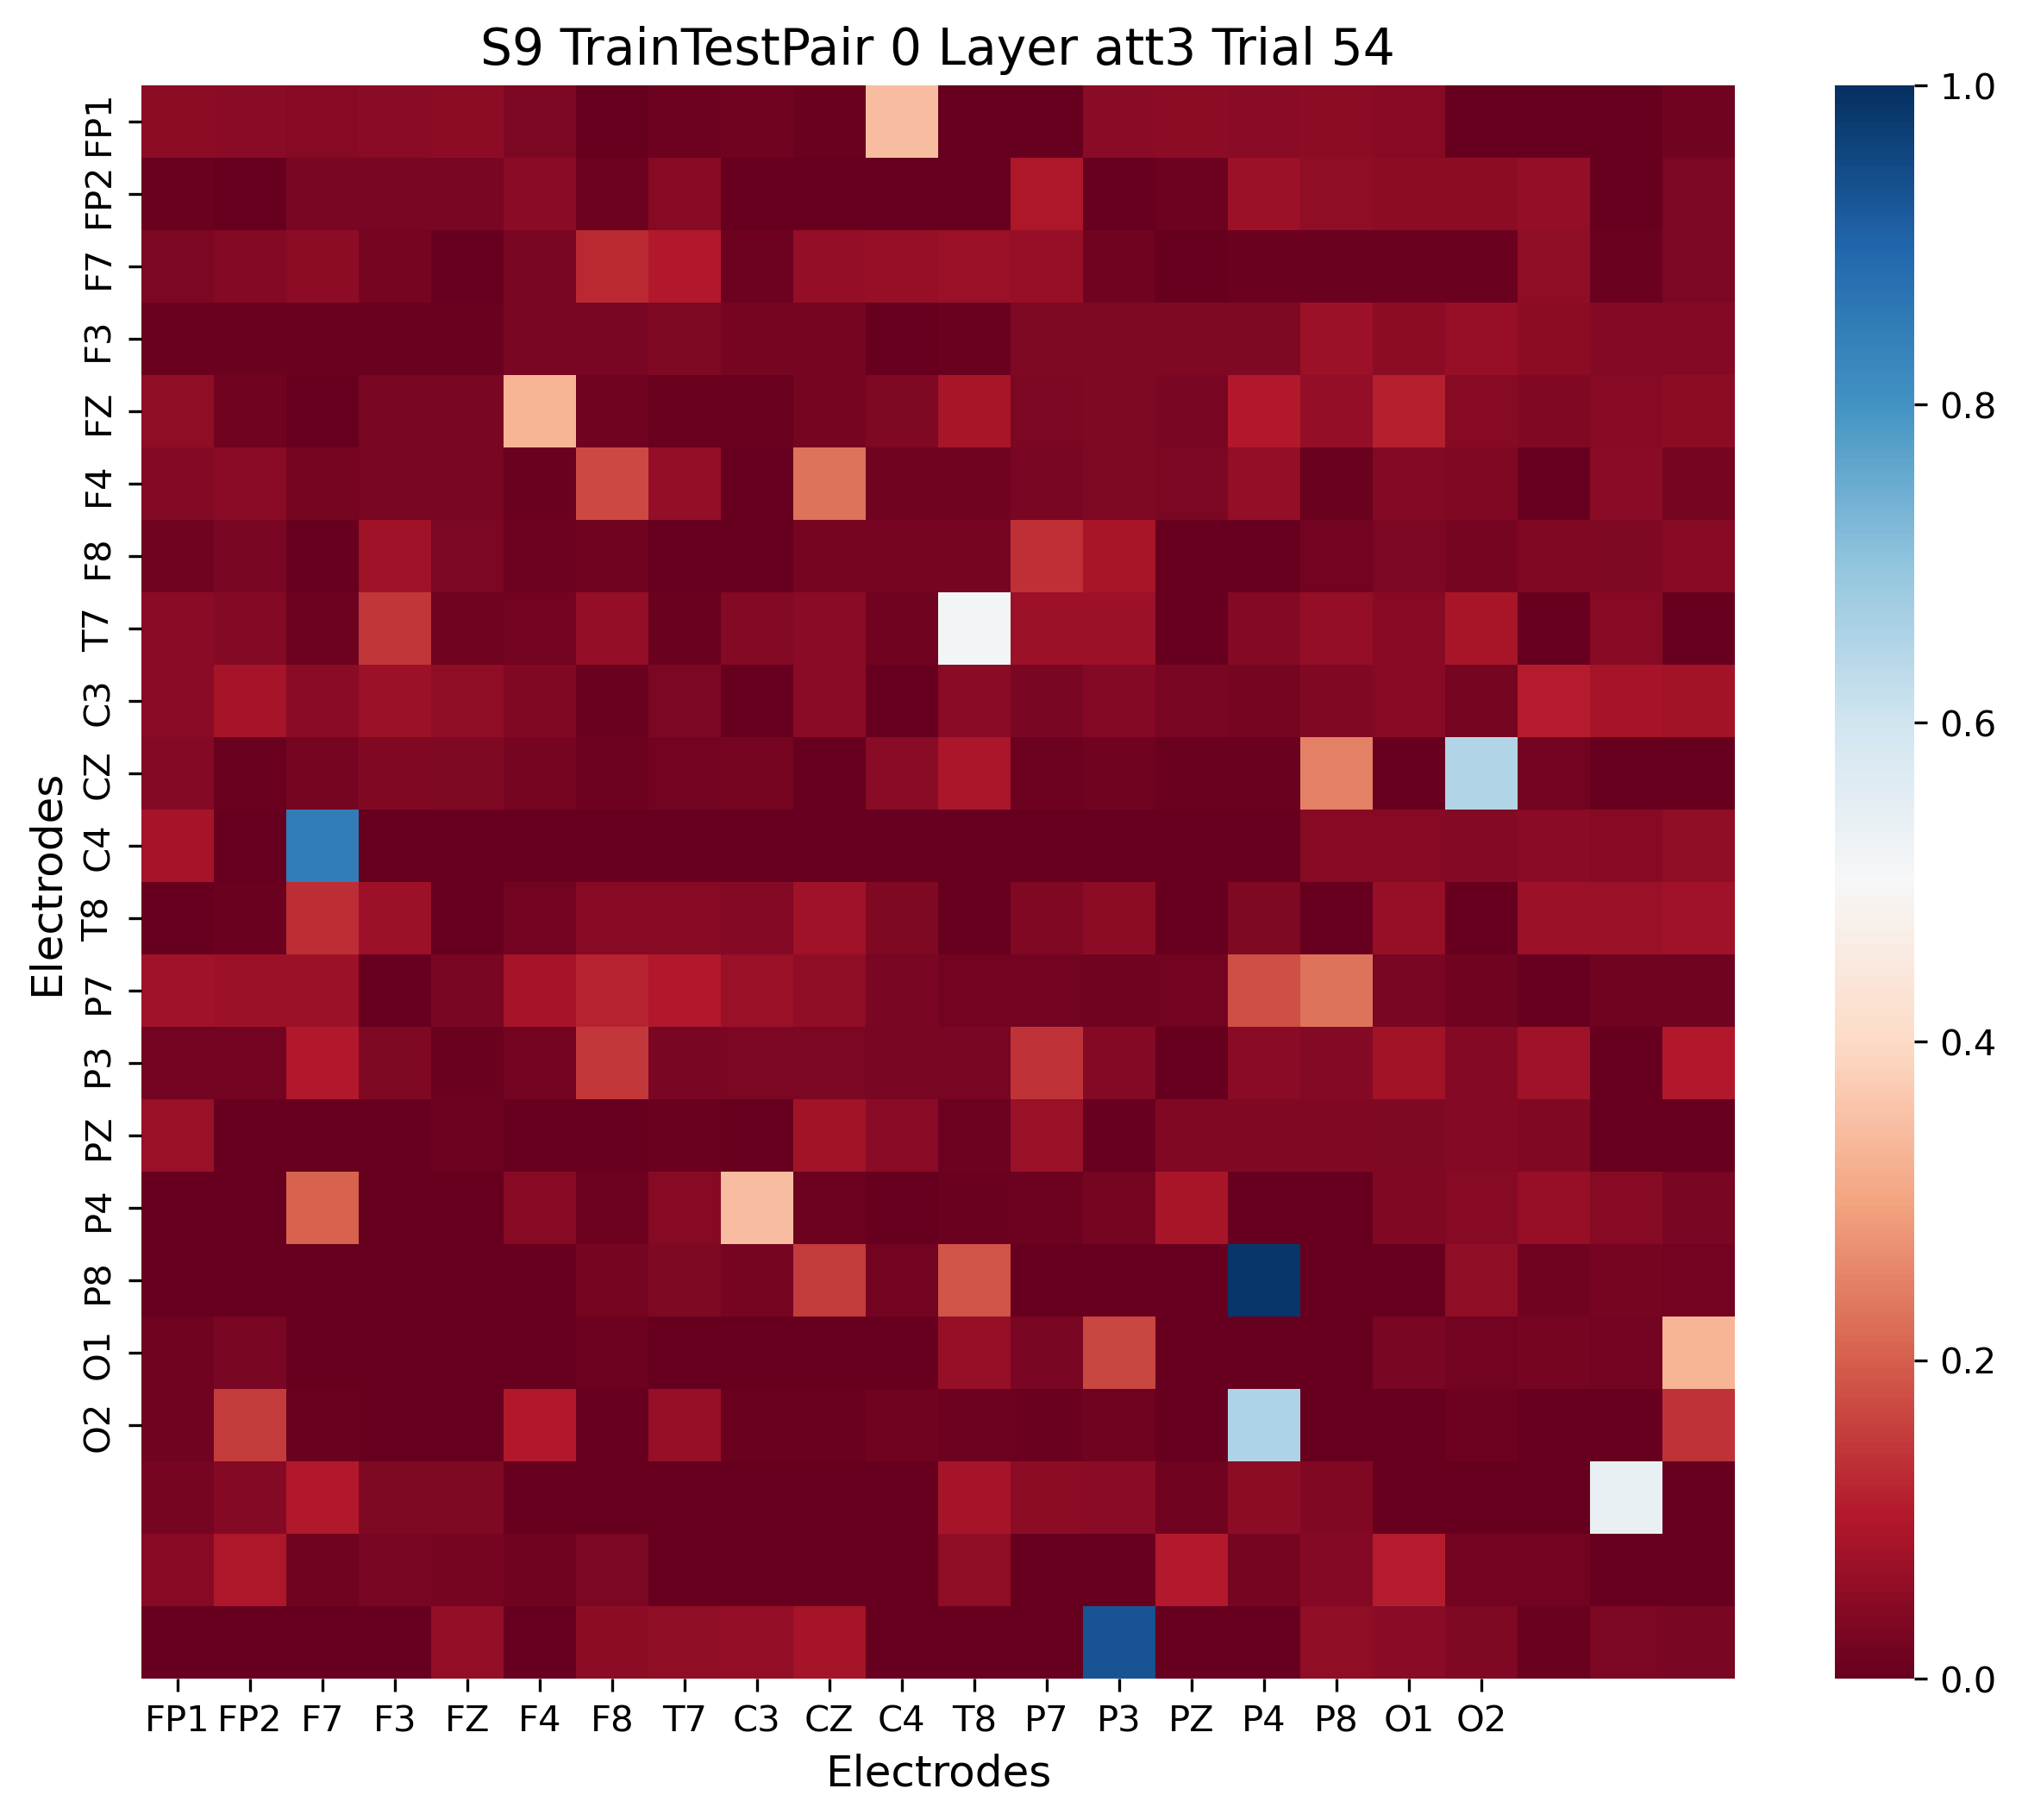 S9 TrainTestPair 0 Layer att3 Trial 54
Electrodes
FP1
FP2
F7
F3
FZ
F4
F8
T7
C3
CZ
C4
T8
P7
P3
PZ
P4
P8
O1
O2
FP1 FP2 F7 F3 FZ F4 F8 T7 C3 CZ C4 T8 P7 P3 PZ P4 P8 O1 O2
Electrodes
1.0
0.8
0.6
0.4
0.2
0.0